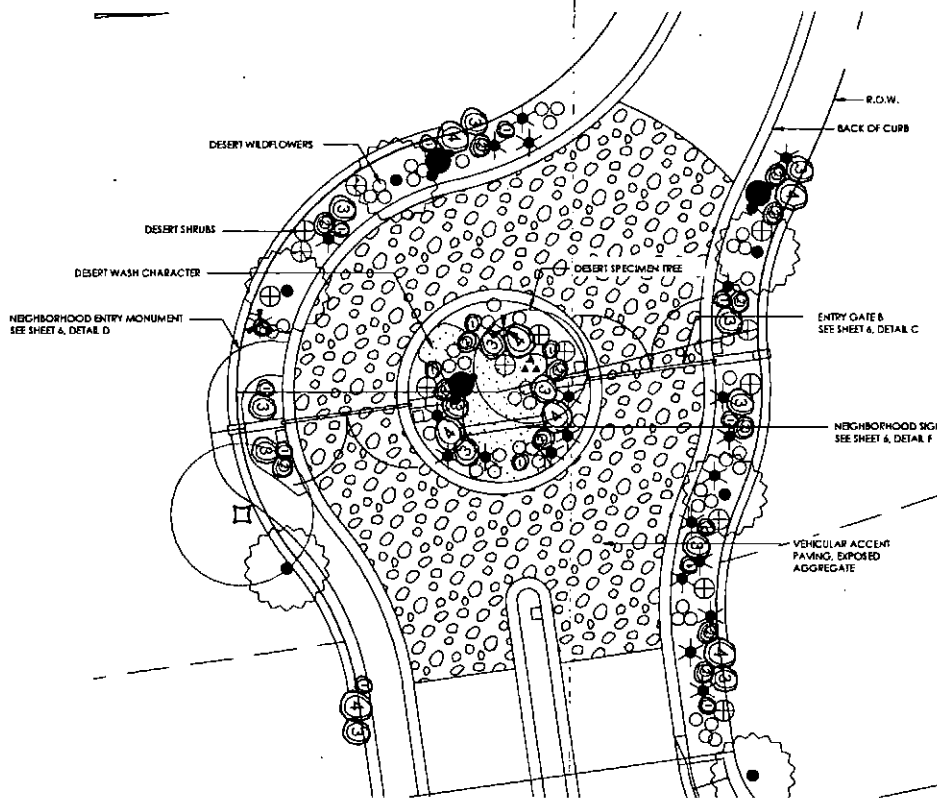 R.O.W.
BACK OF CURB
DESERT WILDFLOWERS
DESERT SHRUBS
DESERT WASH CHARACTER
DESERT SPECIMEN TREE
NEIGHBORHOOD ENTRY MONUMENT
SEE SHEET 6, DETAIL D
ENTRY GATE B
SEE SHEET 6, DETAIL C
NEIGHBORHOOD SIG
SEE SHEET 6, DETAIL F
VEHICULAR ACCENT
PAVING, EXPOSED
AGGREGATE